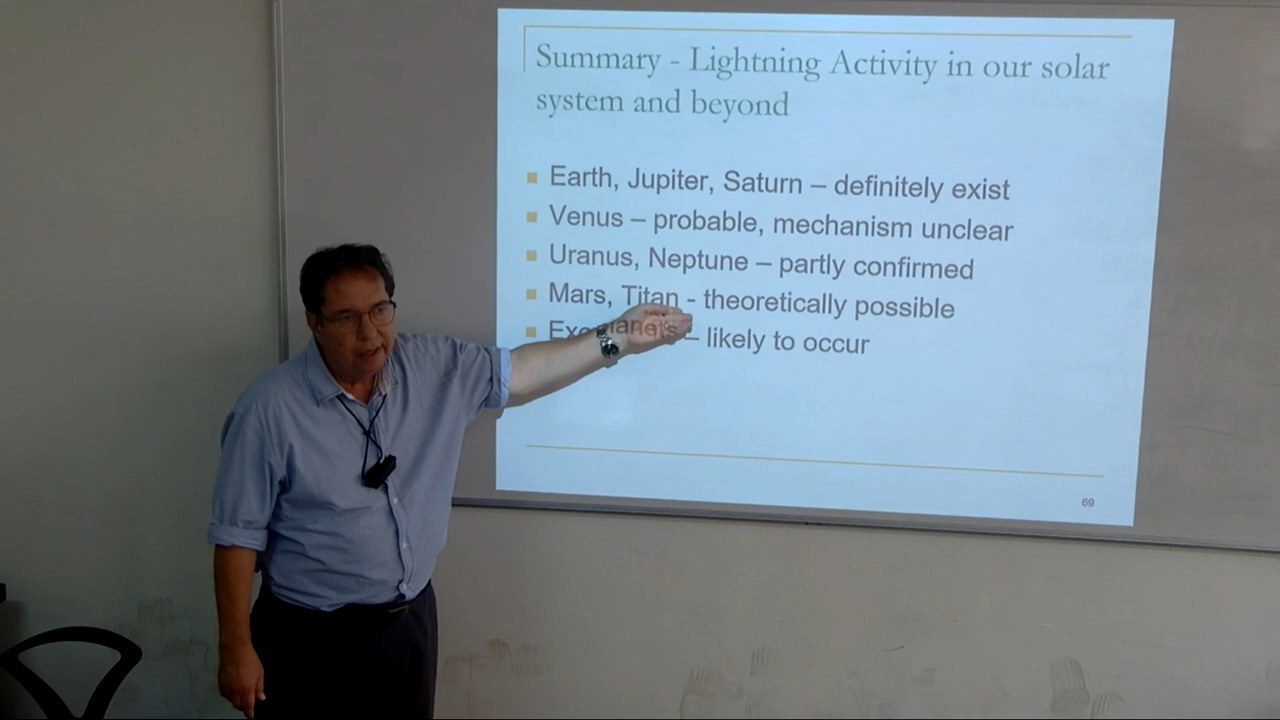 Summary - Lightning Activity in our solar
system and beyond
Earth, Jupiter, Saturn – definitely exist
Venus – probable, mechanism unclear
Uranus, Neptune – partly confirmed
Mars, Titan - theoretically possible
Exoplanets – likely to occur
69